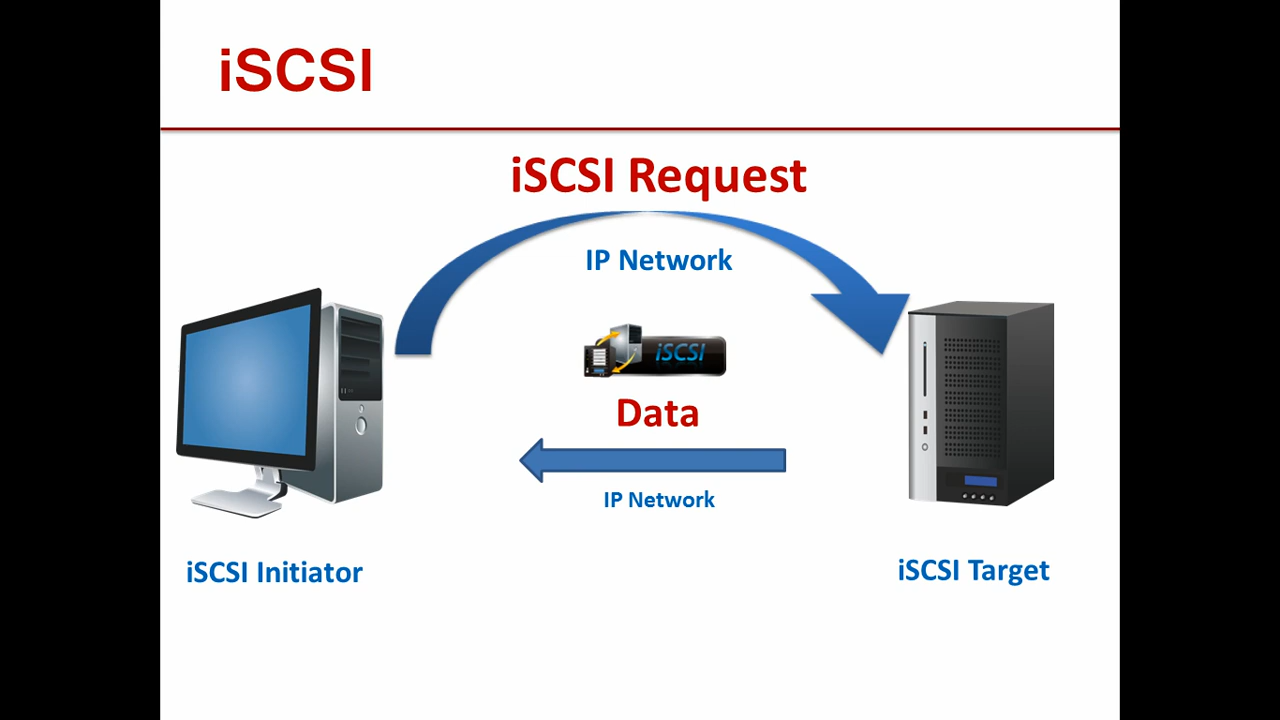 iSCSI
iSCSI Request
IP Network
iSCSI
Data
IP Network
iSCSI Initiator
iSCSI Target